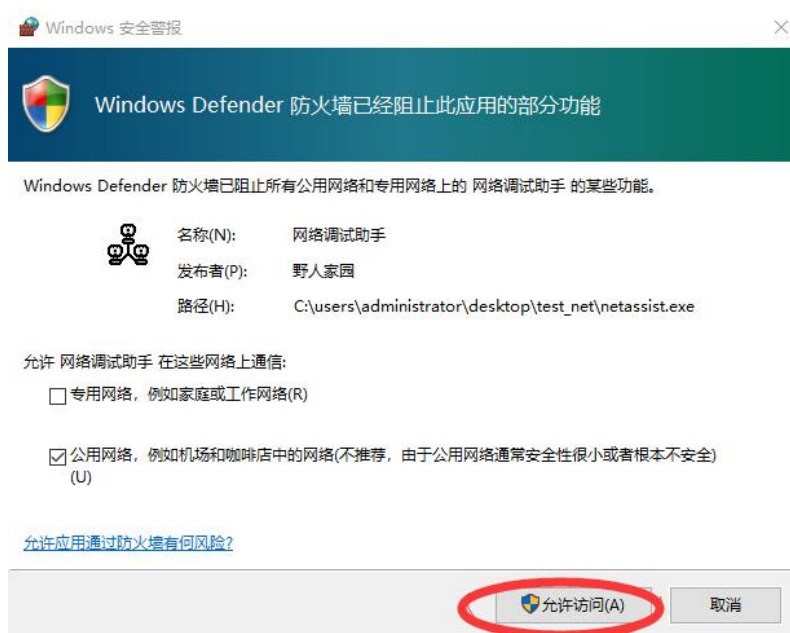 Windows 安全警报
Windows Defender 防火墙已经阻止此应用的部分功能
Windows Defender 防火墙已阻止所有公用网络和专用网络上的 网络调试助手 的某些功能。
名称(N): 网络调试助手
发布者(P): 野人家园
路径(H): C:\users\administrator\desktop\test_net\netassist.exe
允许 网络调试助手 在这些网络上通信:
专用网络，例如家庭或工作网络(R)
公用网络，例如机场和咖啡店中的网络(不推荐，由于公用网络通常安全性很小或者根本不安全)
(U)
允许应用通过防火墙有何风险?
允许访问(A) 取消